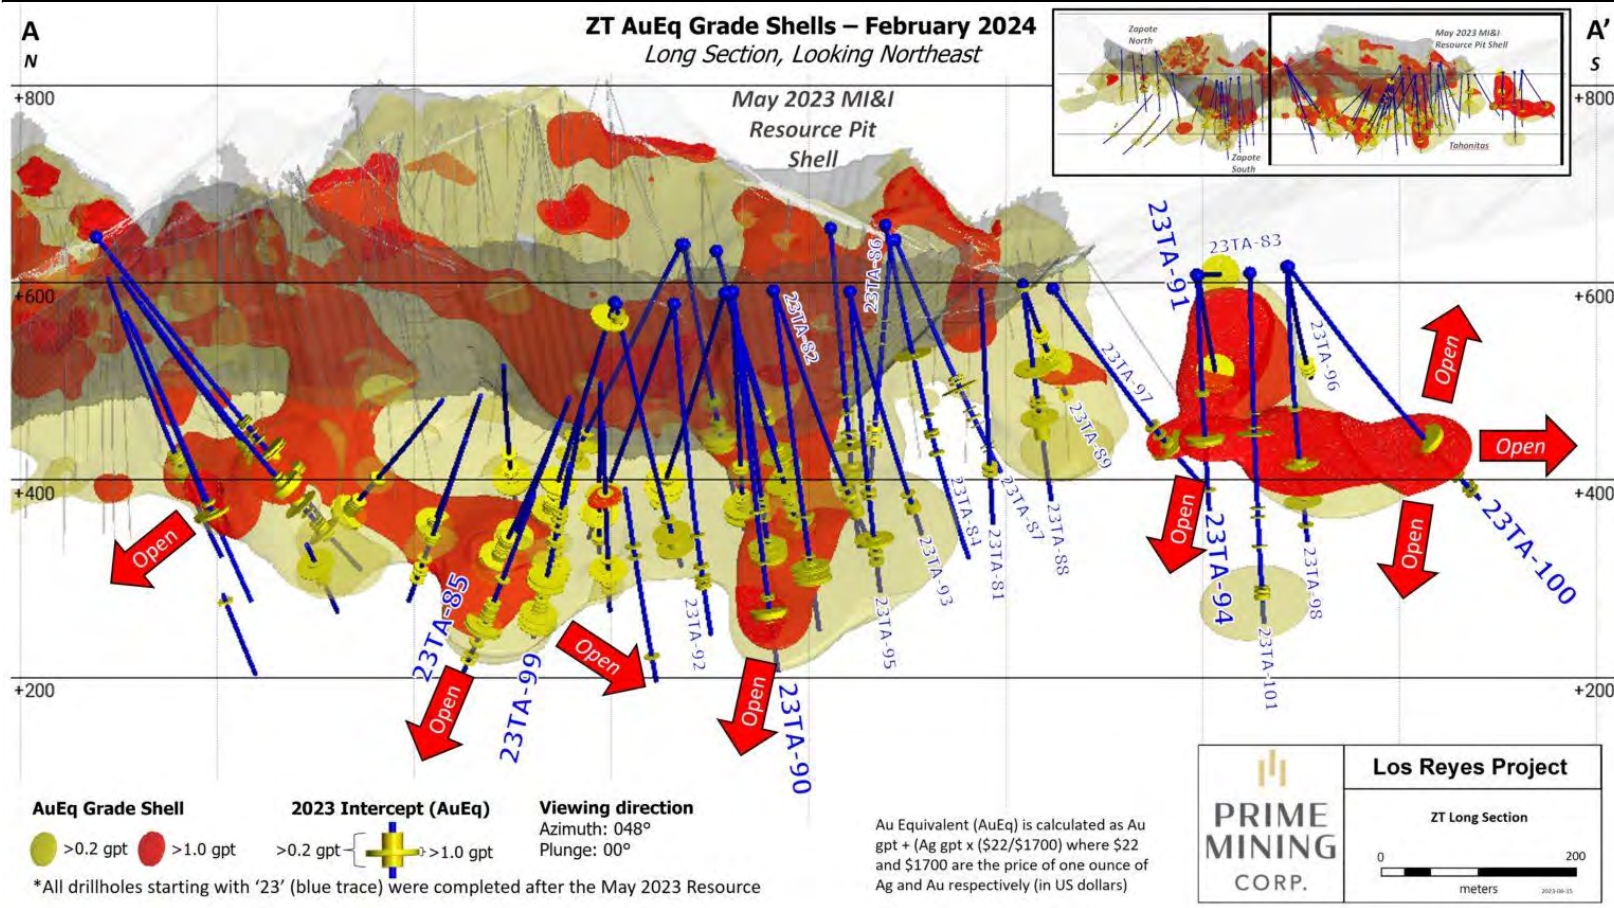 A
N
ZT AuEq Grade Shells – February 2024
Long Section, Looking Northeast
A’
S
Zapote
North
May 2023 MI&I
Resource Pit Shell
Zapote
South
Tahonitas
May 2023 MI&I
Resource Pit
Shell
+800
+800
+600
+600
+400
+400
+200
+200
23TA-91
23TA-83
23TA-86
23TA-82
23TA-96
23TA-97
23TA-89
Open
Open
Open
Open
Open
Open
Open
Open
23TA-84
23TA-87
23TA-88
23TA-81
23TA-93
23TA-95
23TA-92
23TA-85
23TA-99
23TA-90
23TA-94
23TA-98
23TA-101
23TA-100
AuEq Grade Shell
>0.2 gpt
>1.0 gpt
2023 Intercept (AuEq)
>0.2 gpt
>1.0 gpt
Viewing direction
Azimuth: 048°
Plunge: 00°
*All drillholes starting with ‘23’ (blue trace) were completed after the May 2023 Resource
Au Equivalent (AuEq) is calculated as Au
gpt + (Ag gpt x ($22/$1700) where $22
and $1700 are the price of one ounce of
Ag and Au respectively (in US dollars)
PRIME
MINING
CORP.
Los Reyes Project
ZT Long Section
0
200
meters